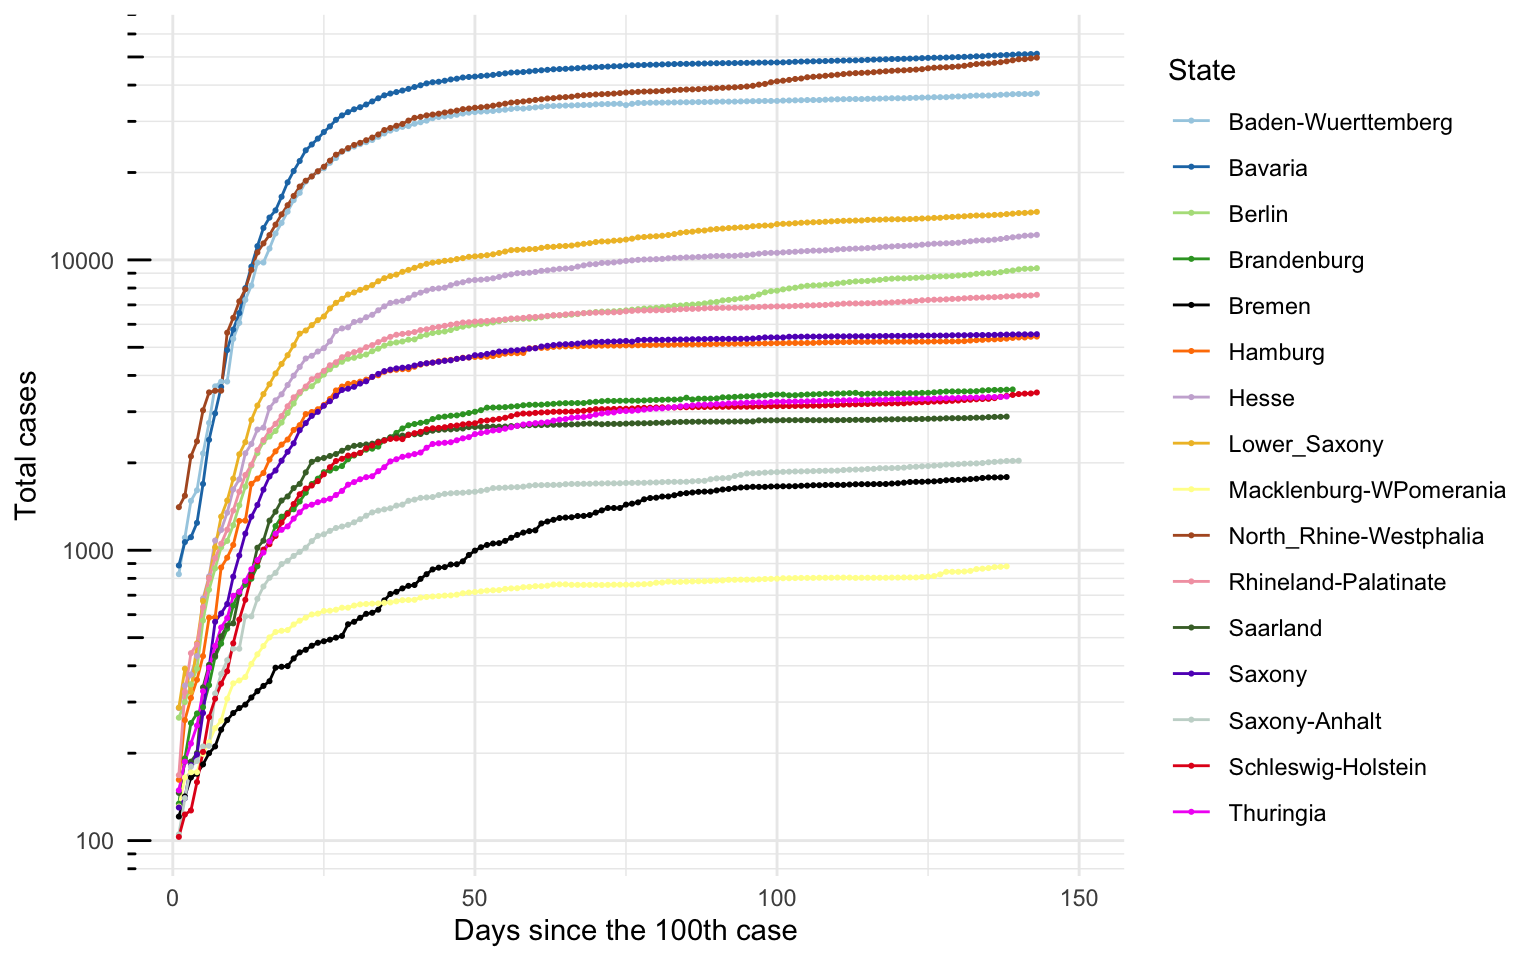 State
Baden-Wuerttemberg
Bavaria
Berlin
Brandenburg
Bremen
Hamburg
Hesse
Lower_Saxony
Macklenburg-WPomerania
North_Rhine-Westphalia
Rhineland-Palatinate
Saarland
Saxony
Saxony-Anhalt
Schleswig-Holstein
Thuringia
Total cases
10000
1000
100
0 50 100 150
Days since the 100th case